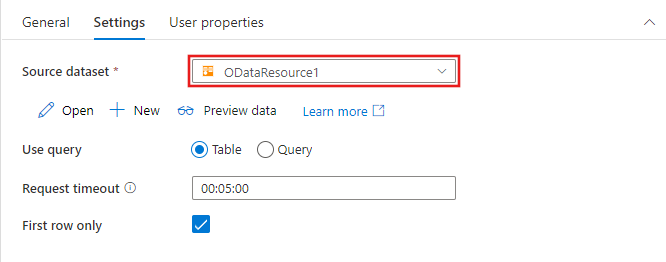 General Settings User properties
Source dataset * ODataResource1
Open New Preview data Learn more
Use query Table Query
Request timeout 00:05:00
First row only